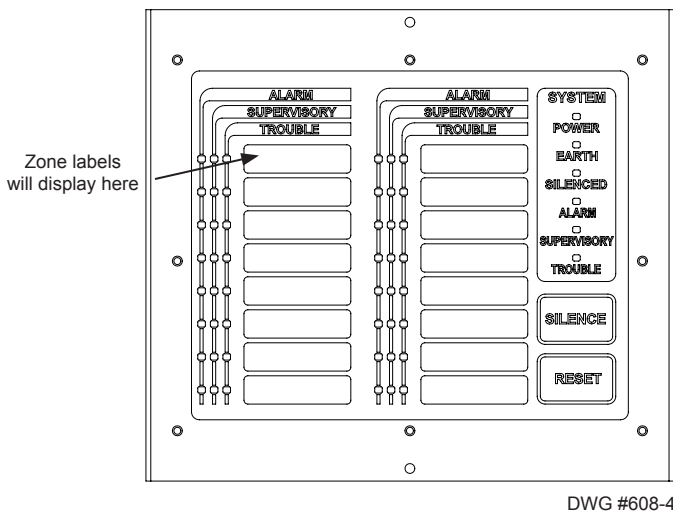 ALARM
SUPERVISORY
TROUBLE
ALARM
SUPERVISORY
TROUBLE
SYSTEM
POWER
EARTH
SILENCED
ALARM
SUPERVISORY
TROUBLE
SILENCE
RESET
Zone labels
will display here
DWG #608-4